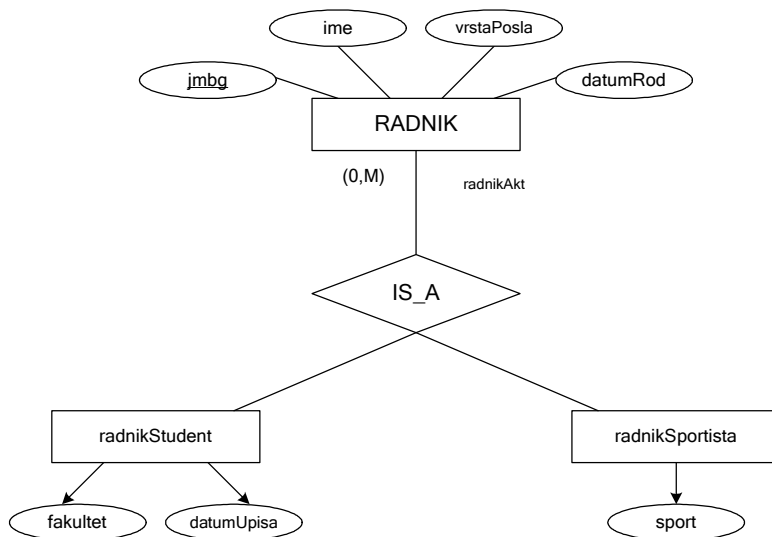 ime
vrstaPosla
jmbg
datumRod
RADNIK
(0,M)
radnikAkt
IS_A
radnikStudent
radnikSportista
fakultet
datumUpisa
sport